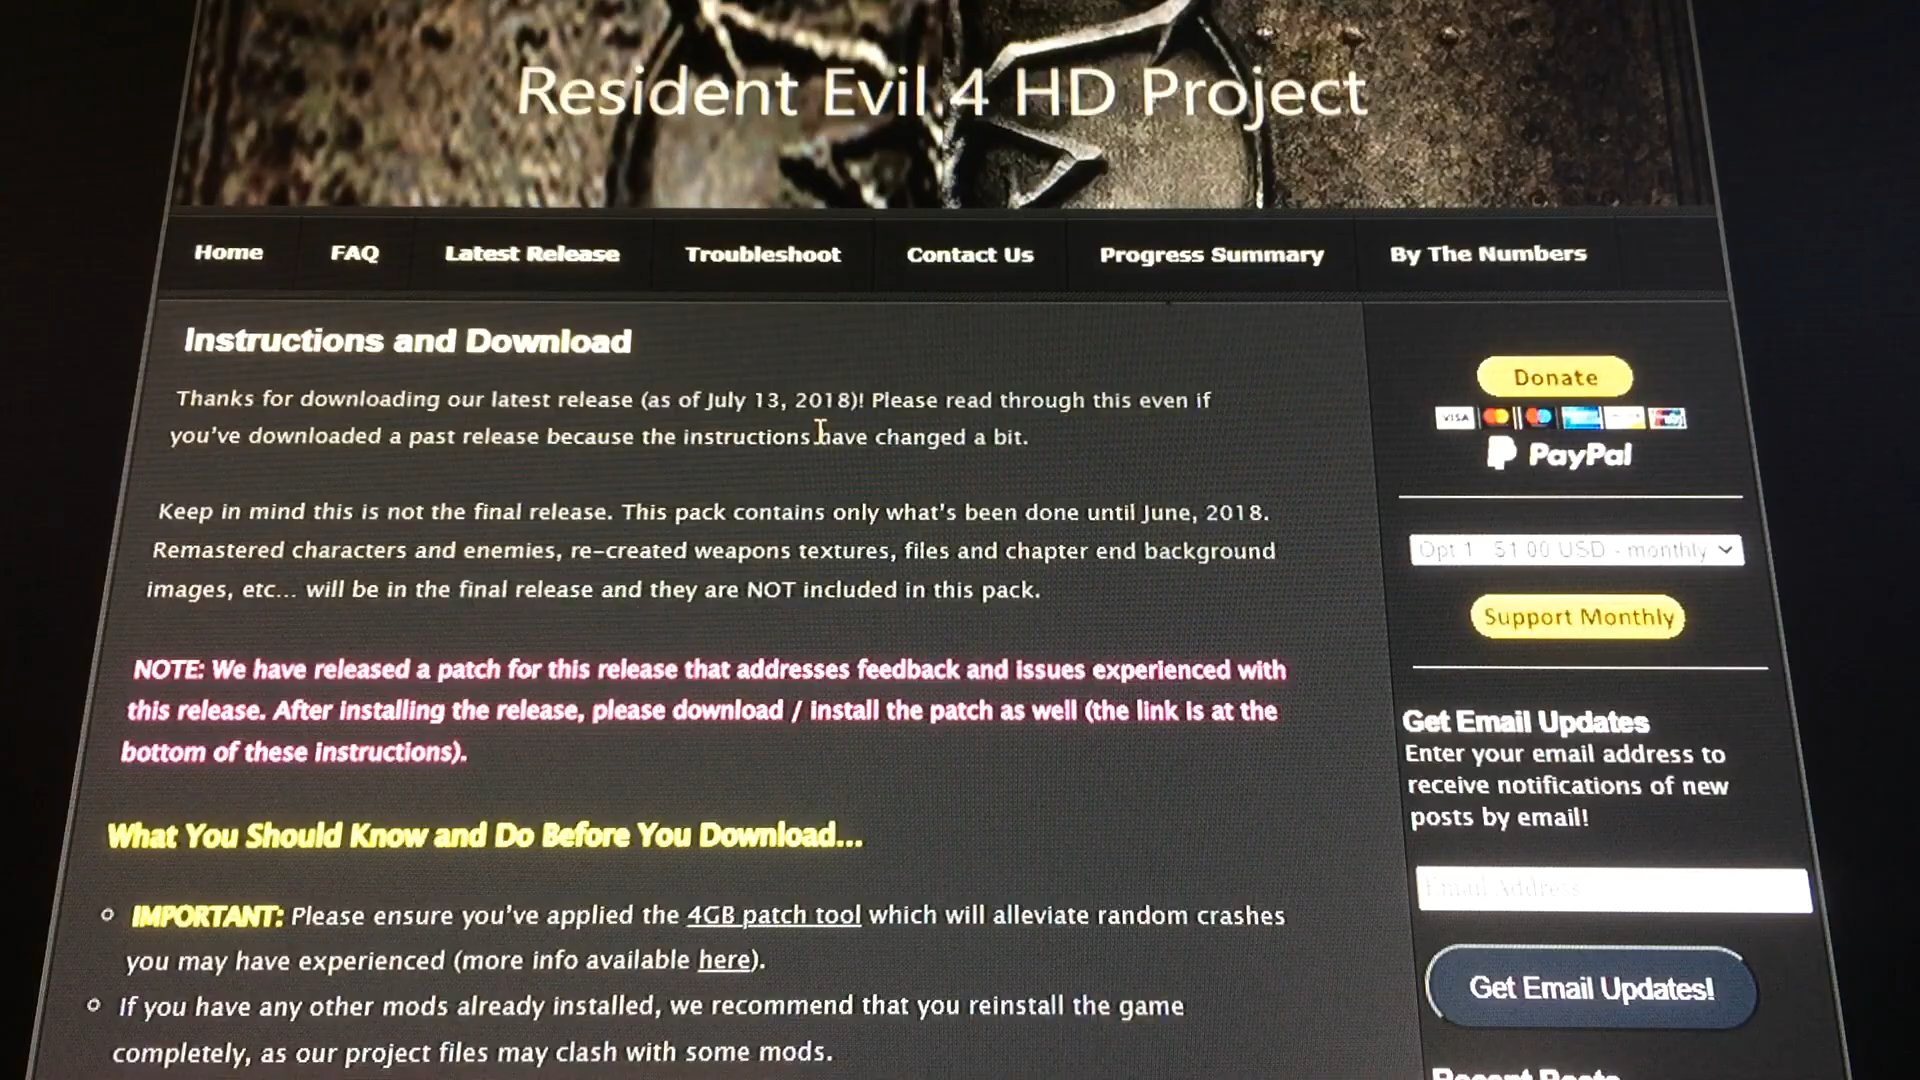 Resident Evil 4 HD Project
Home FAQ Latest Release Troubleshoot Contact Us Progress Summary By The Numbers
Instructions and Download
Thanks for downloading our latest release (as of July 13, 2018)! Please read through this even if
you've downloaded a past release because the instructions have changed a bit.
Keep in mind this is not the final release. This pack contains only what's been done until June, 2018.
Remastered characters and enemies, re-created weapons textures, files and chapter end background
images, etc... will be in the final release and they are NOT included in this pack.
NOTE: We have released a patch for this release that addresses feedback and issues experienced with
this release. After installing the release, please download / install the patch as well (the link is at the
bottom of these instructions).
What You Should Know and Do Before You Download...
IMPORTANT: Please ensure you've applied the 4GB patch tool which will alleviate random crashes
you may have experienced (more info available here).
If you have any other mods already installed, we recommend that you reinstall the game
completely, as our project files may clash with some mods.
Donate
VISA
PayPal
Opt 1 $1.00 USD - monthly
Support Monthly
Get Email Updates
Enter your email address to
receive notifications of new
posts by email!
Email Address
Get Email Updates!
Recent Posts